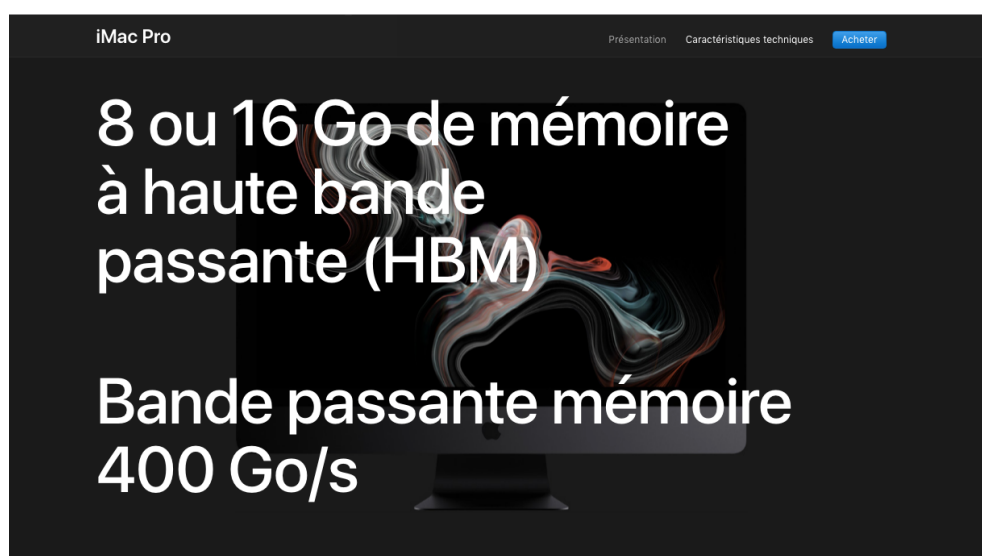 iMac Pro
Présentation Caractéristiques techniques Acheter
8 ou 16 Go de mémoire
à haute bande
passante (HBM)
Bande passante mémoire
400 Go/s